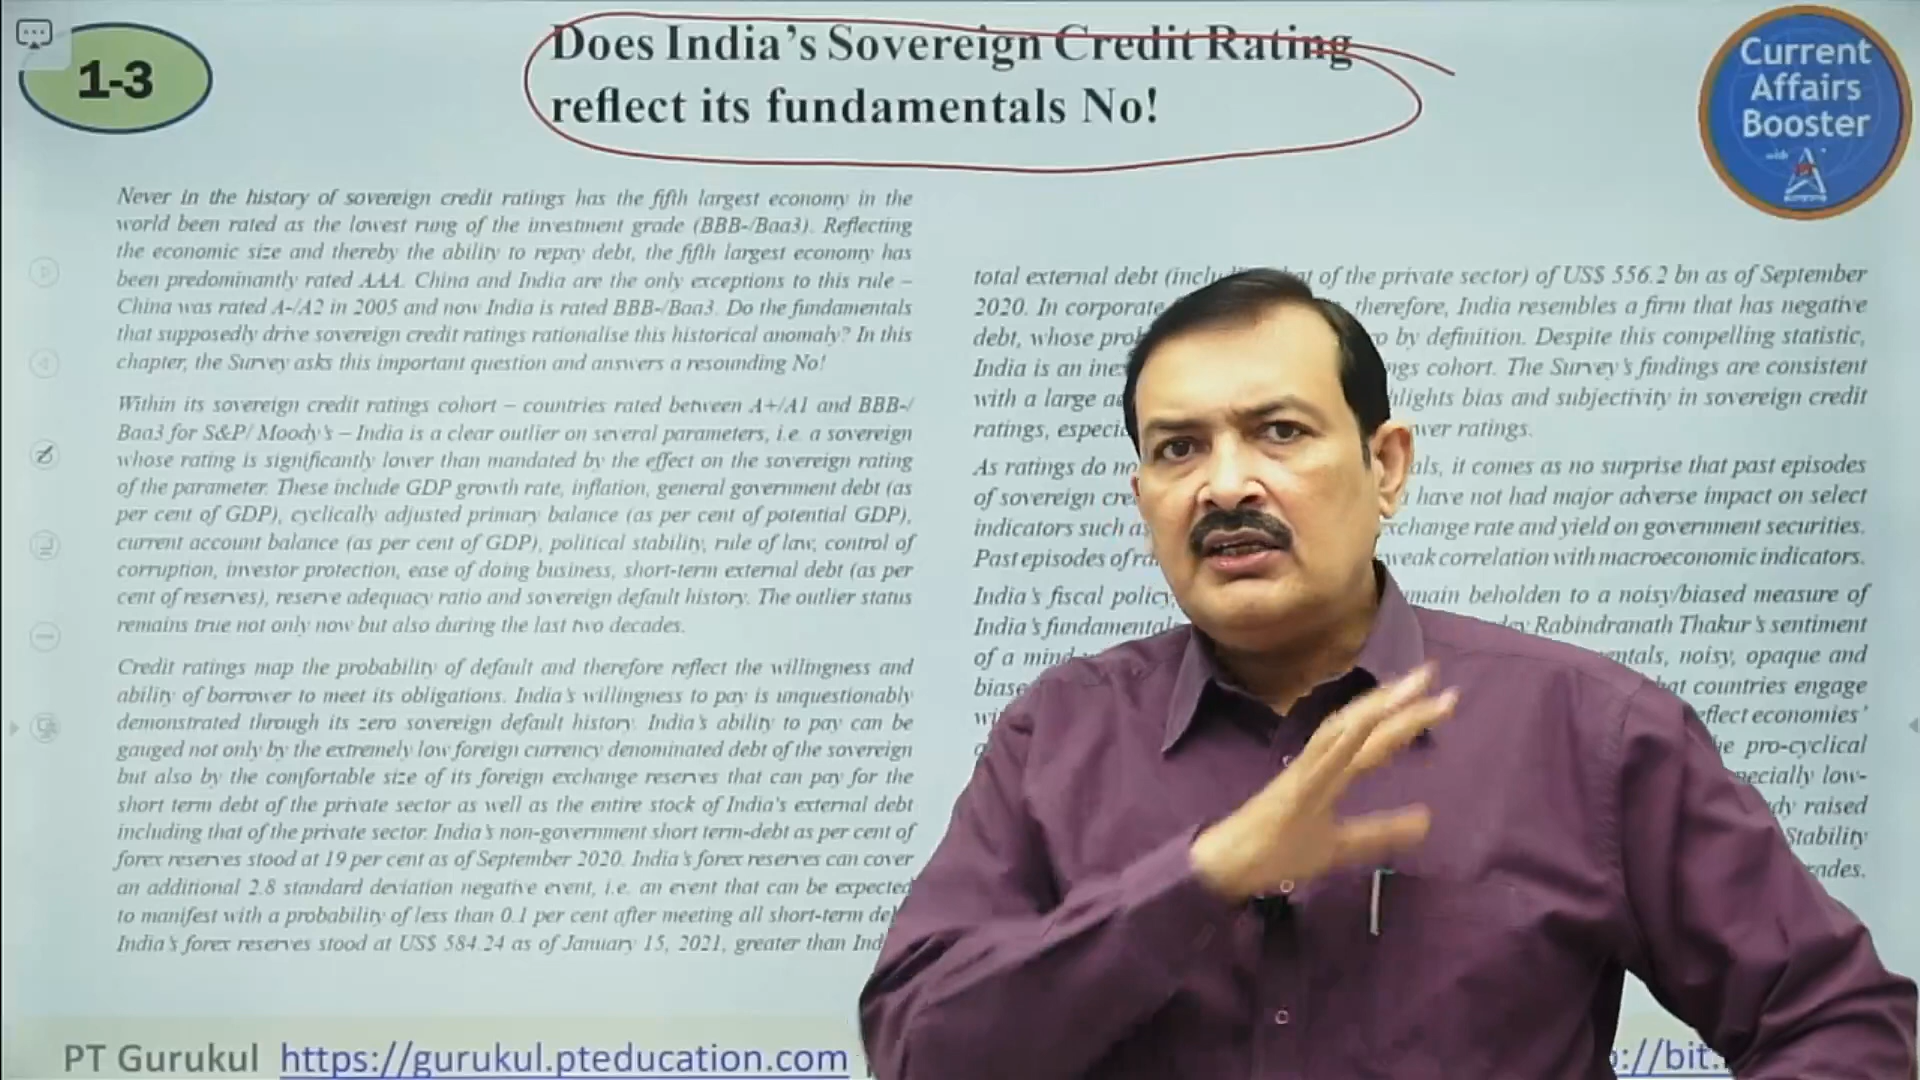 1-3
Does India's Sovereign Credit Rating
reflect its fundamentals No!
Current
Affairs
Booster
with
Never in the history of sovereign credit ratings has the fifth largest economy in the
world been rated as the lowest rung of the investment grade (BBB-/Baa3). Reflecting
the economic size and thereby the ability to repay debt, the fifth largest economy has
been predominantly rated AAA. China and India are the only exceptions to this rule –
China was rated A-/A2 in 2005 and now India is rated BBB-/Baa3. Do the fundamentals
that supposedly drive sovereign credit ratings rationalise this historical anomaly? In this
chapter, the Survey asks this important question and answers a resounding No!
Within its sovereign credit ratings cohort – countries rated between A+/A1 and BBB-/
Baa3 for S&P/ Moody's – India is a clear outlier on several parameters, i.e. a sovereign
whose rating is significantly lower than mandated by the effect on the sovereign rating
of the parameter. These include GDP growth rate, inflation, general government debt (as
per cent of GDP), cyclically adjusted primary balance (as per cent of potential GDP),
current account balance (as per cent of GDP), political stability, rule of law, control of
corruption, investor protection, ease of doing business, short-term external debt (as per
cent of reserves), reserve adequacy ratio and sovereign default history. The outlier status
remains true not only now but also during the last two decades.
Credit ratings map the probability of default and therefore reflect the willingness and
ability of borrower to meet its obligations. India's willingness to pay is unquestionably
demonstrated through its zero sovereign default history. India's ability to pay can be
gauged not only by the extremely low foreign currency denominated debt of the sovereign
but also by the comfortable size of its foreign exchange reserves that can pay for the
short term debt of the private sector as well as the entire stock of India's external debt
including that of the private sector. India's non-government short term-debt as per cent of
forex reserves stood at 19 per cent as of September 2020. India's forex reserves can cover
an additional 2.8 standard deviation negative event, i.e. an event that can be expected
to manifest with a probability of less than 0.1 per cent after meeting all short-term
India's forex reserves stood at US$ 584.24 as of January 15, 2021, greater than
total external debt of the private sector) of US$ 556.2 bn as of September
2020. In corporate therefore, India resembles a firm that has negative
debt, whose by definition. Despite this compelling statistic,
India is an cohort. The Survey's findings are consistent
with a large bias and subjectivity in sovereign credit
ratings, ratings.
As ratings do it comes as no surprise that past episodes
of sovereign have not had major adverse impact on select
indicators such as rate and yield on government securities.
Past episodes of weak correlation with macroeconomic indicators.
India's fiscal policy, beholden to a noisy/biased measure of
India's Rabindranath Thakur's sentiment
of a mind noisy, opaque and
countries engage
economies'
pro-cyclical
low-
raised
Stability
PT Gurukul https://gurukul.pteducation.com